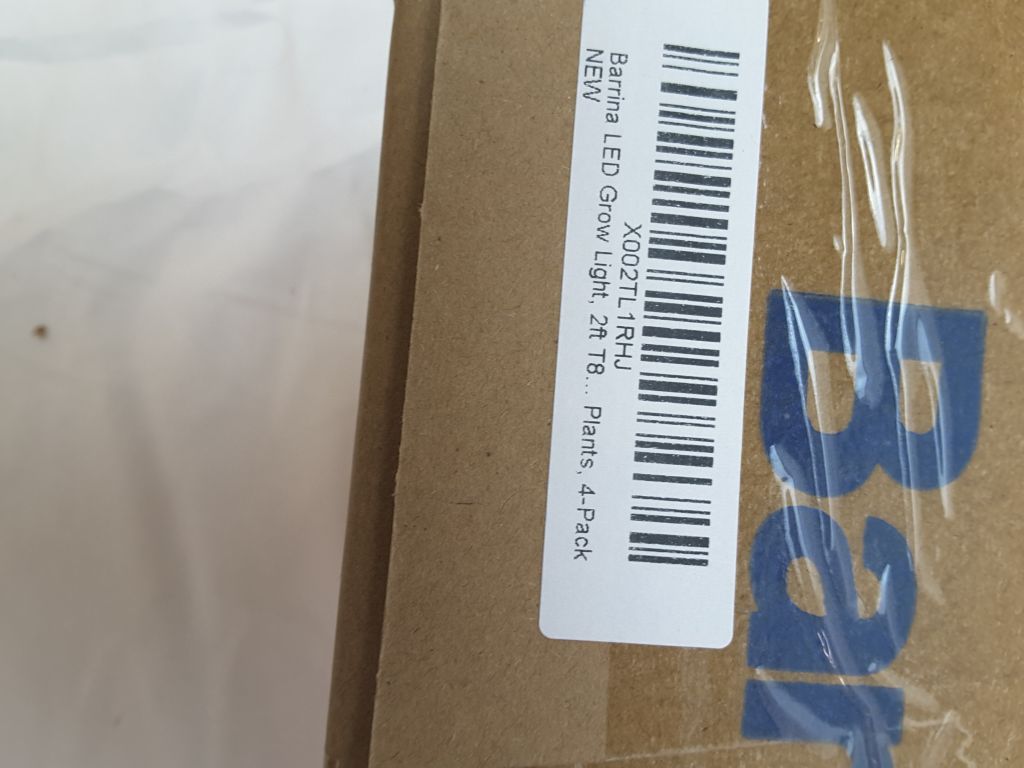 X002TL1RHJ
Barrina LED Grow Light, 2ft T8... Plants, 4-Pack
NEW
Bar